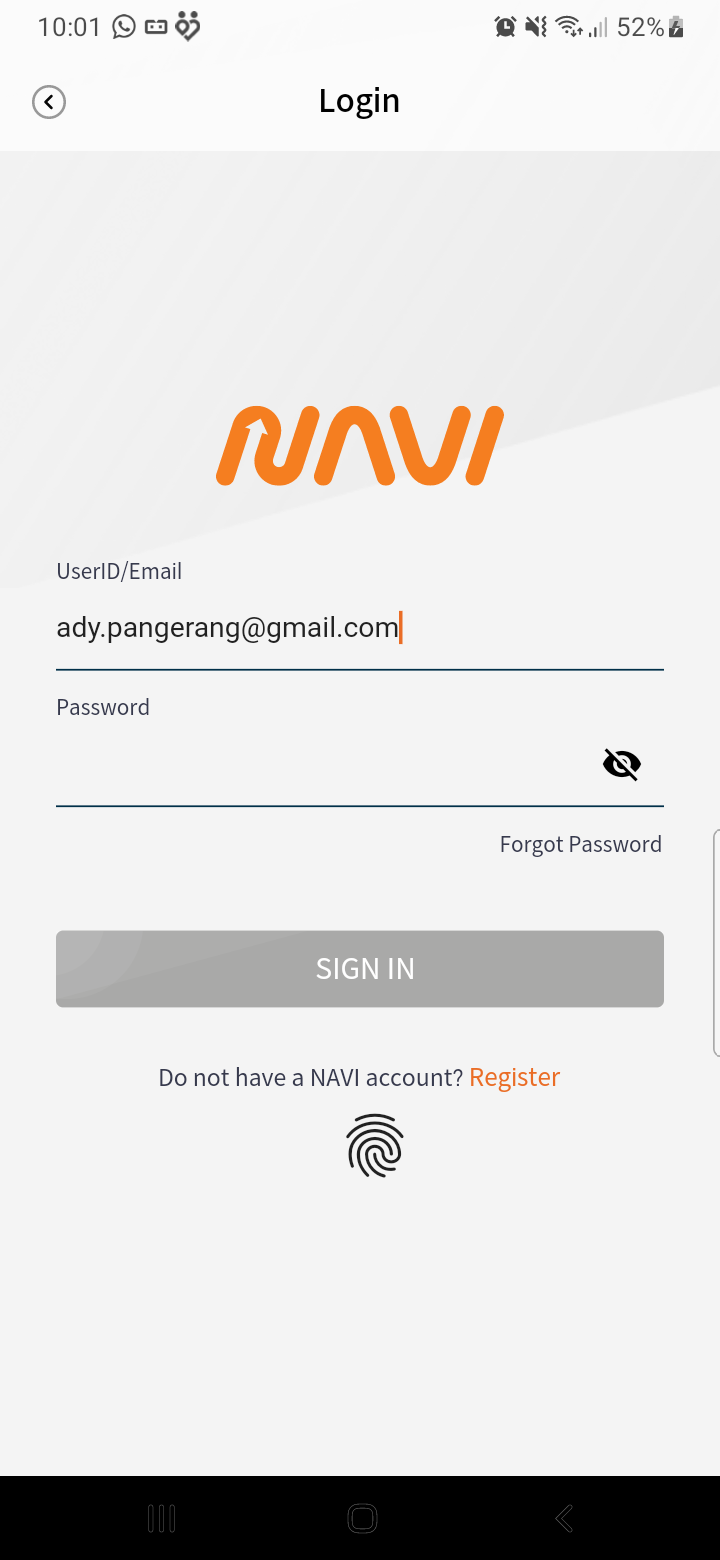 10:01 52%
Login
NAVI
UserID/Email
ady.pangerang@gmail.com
Password
Forgot Password
SIGN IN
Do not have a NAVI account? Register